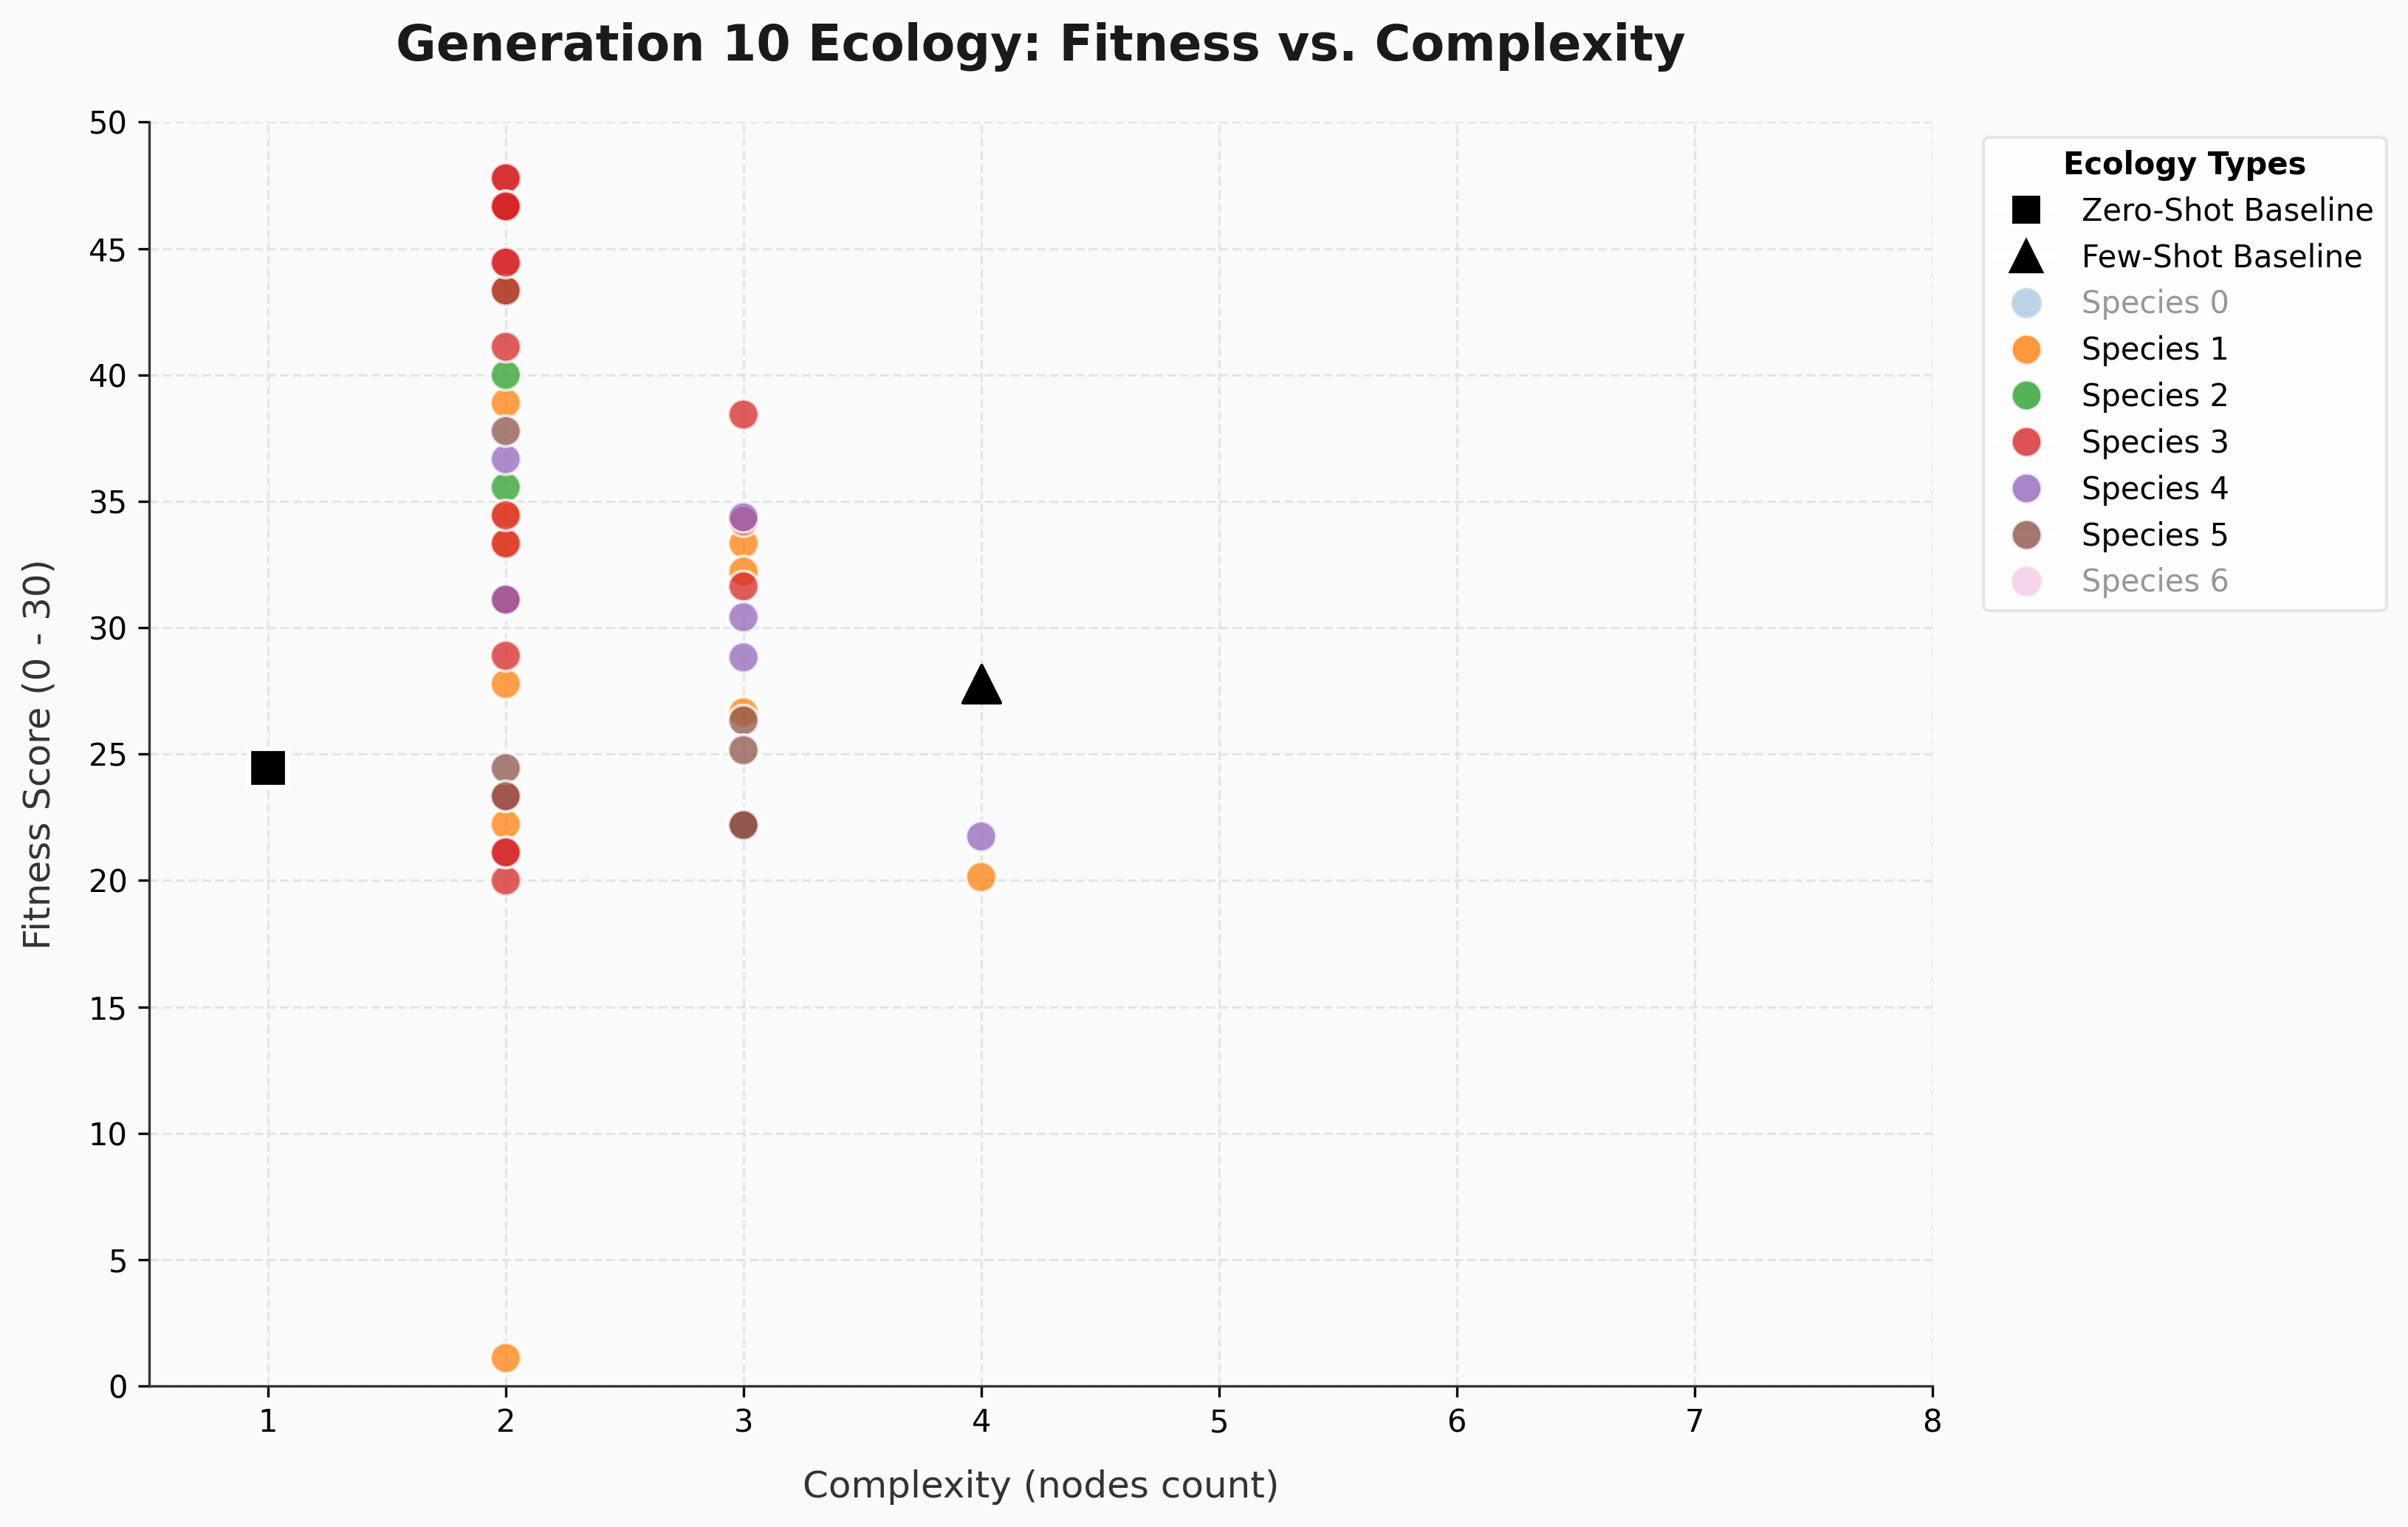 Generation 10 Ecology: Fitness vs. Complexity
Fitness Score (0 - 30)
50
45
40
35
30
25
20
15
10
5
0
1 2 3 4 5 6 7 8
Complexity (nodes count)
Ecology Types
Zero-Shot Baseline
Few-Shot Baseline
Species 0
Species 1
Species 2
Species 3
Species 4
Species 5
Species 6